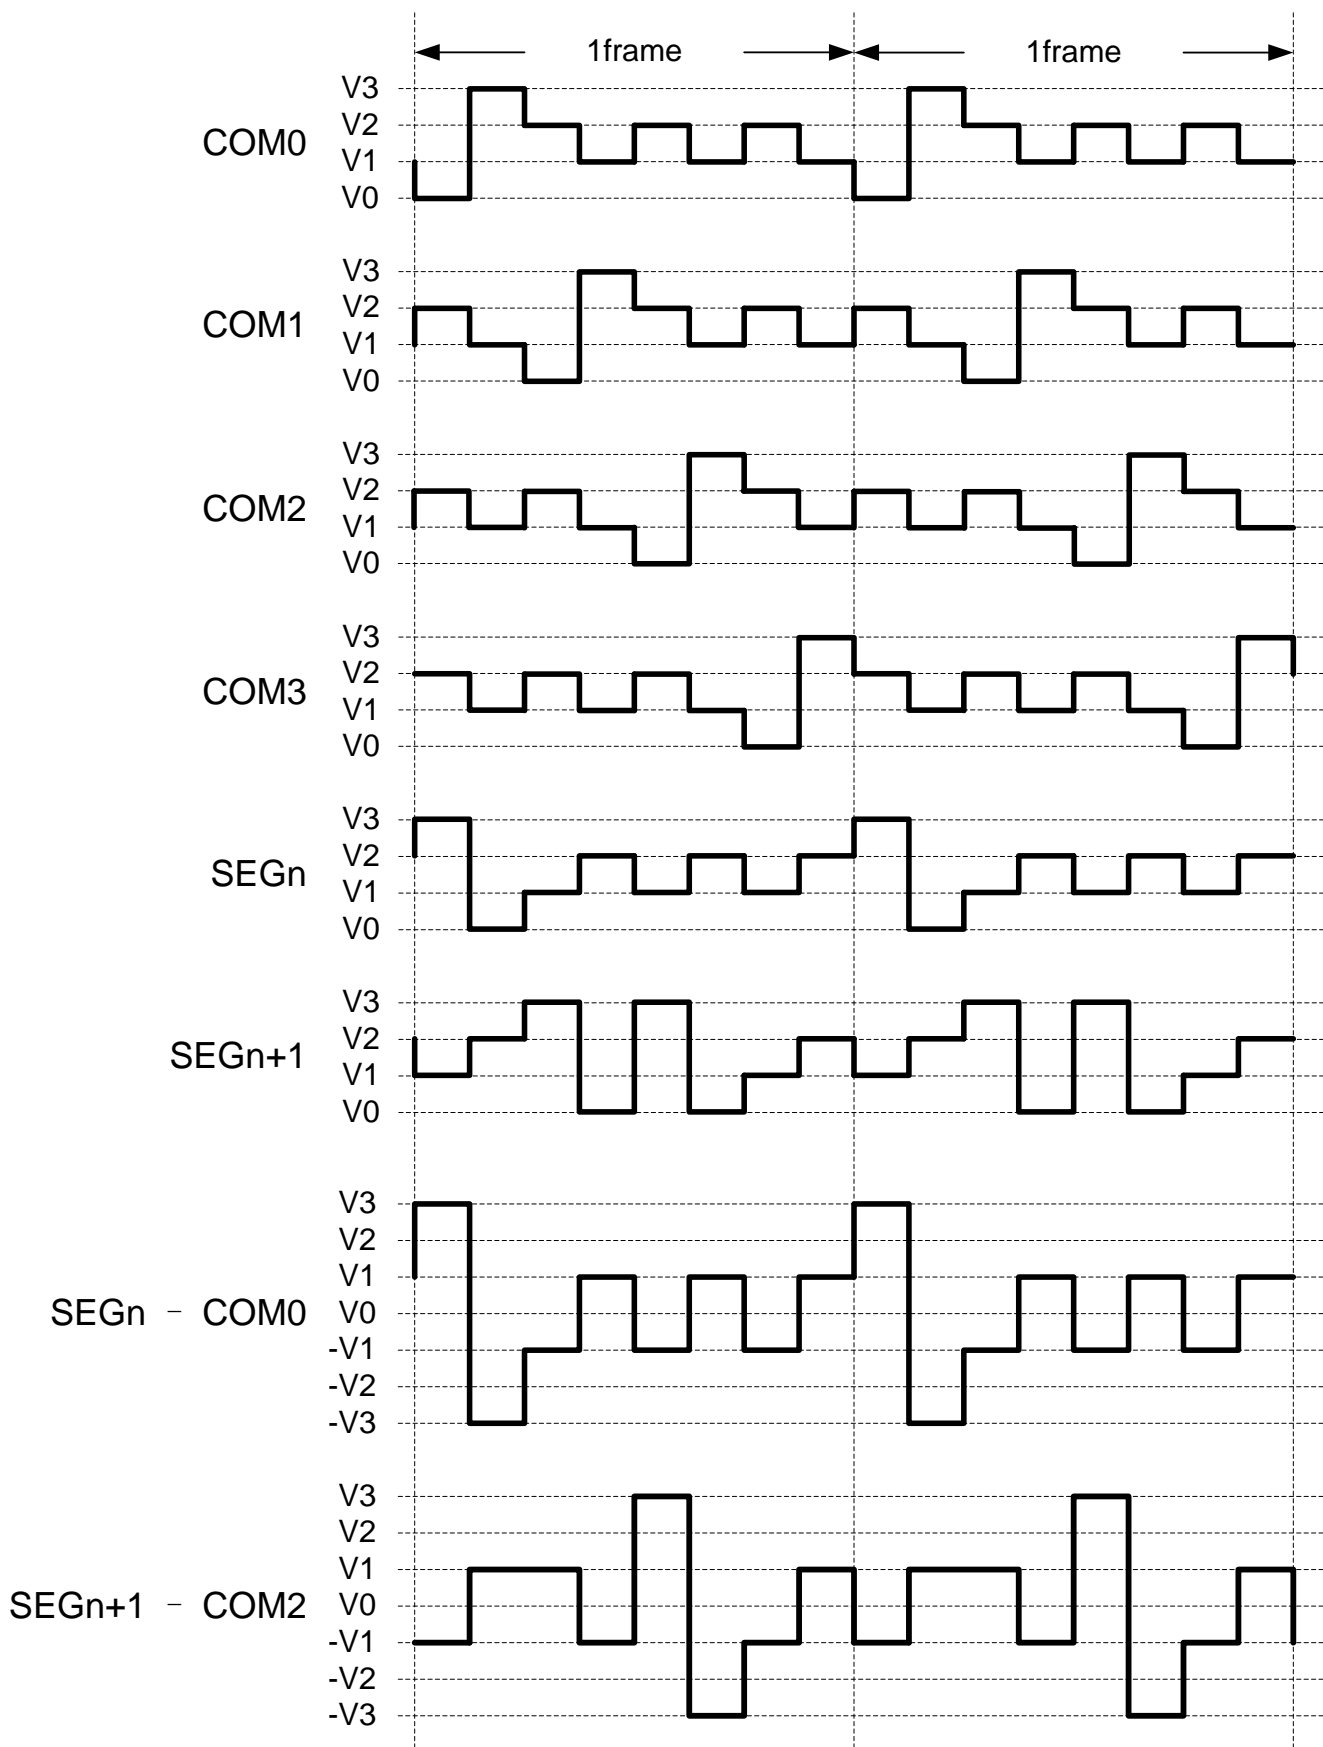 1frame 1frame
V3
V2
COM0
V1
V0
V3
V2
COM1
V1
V0
V3
V2
COM2
V1
V0
V3
V2
COM3
V1
V0
V3
V2
SEGn
V1
V0
V3
V2
SEGn+1
V1
V0
V3
V2
V1
SEGn – COM0 V0
-V1
-V2
-V3
V3
V2
V1
SEGn+1 – COM2 V0
-V1
-V2
-V3